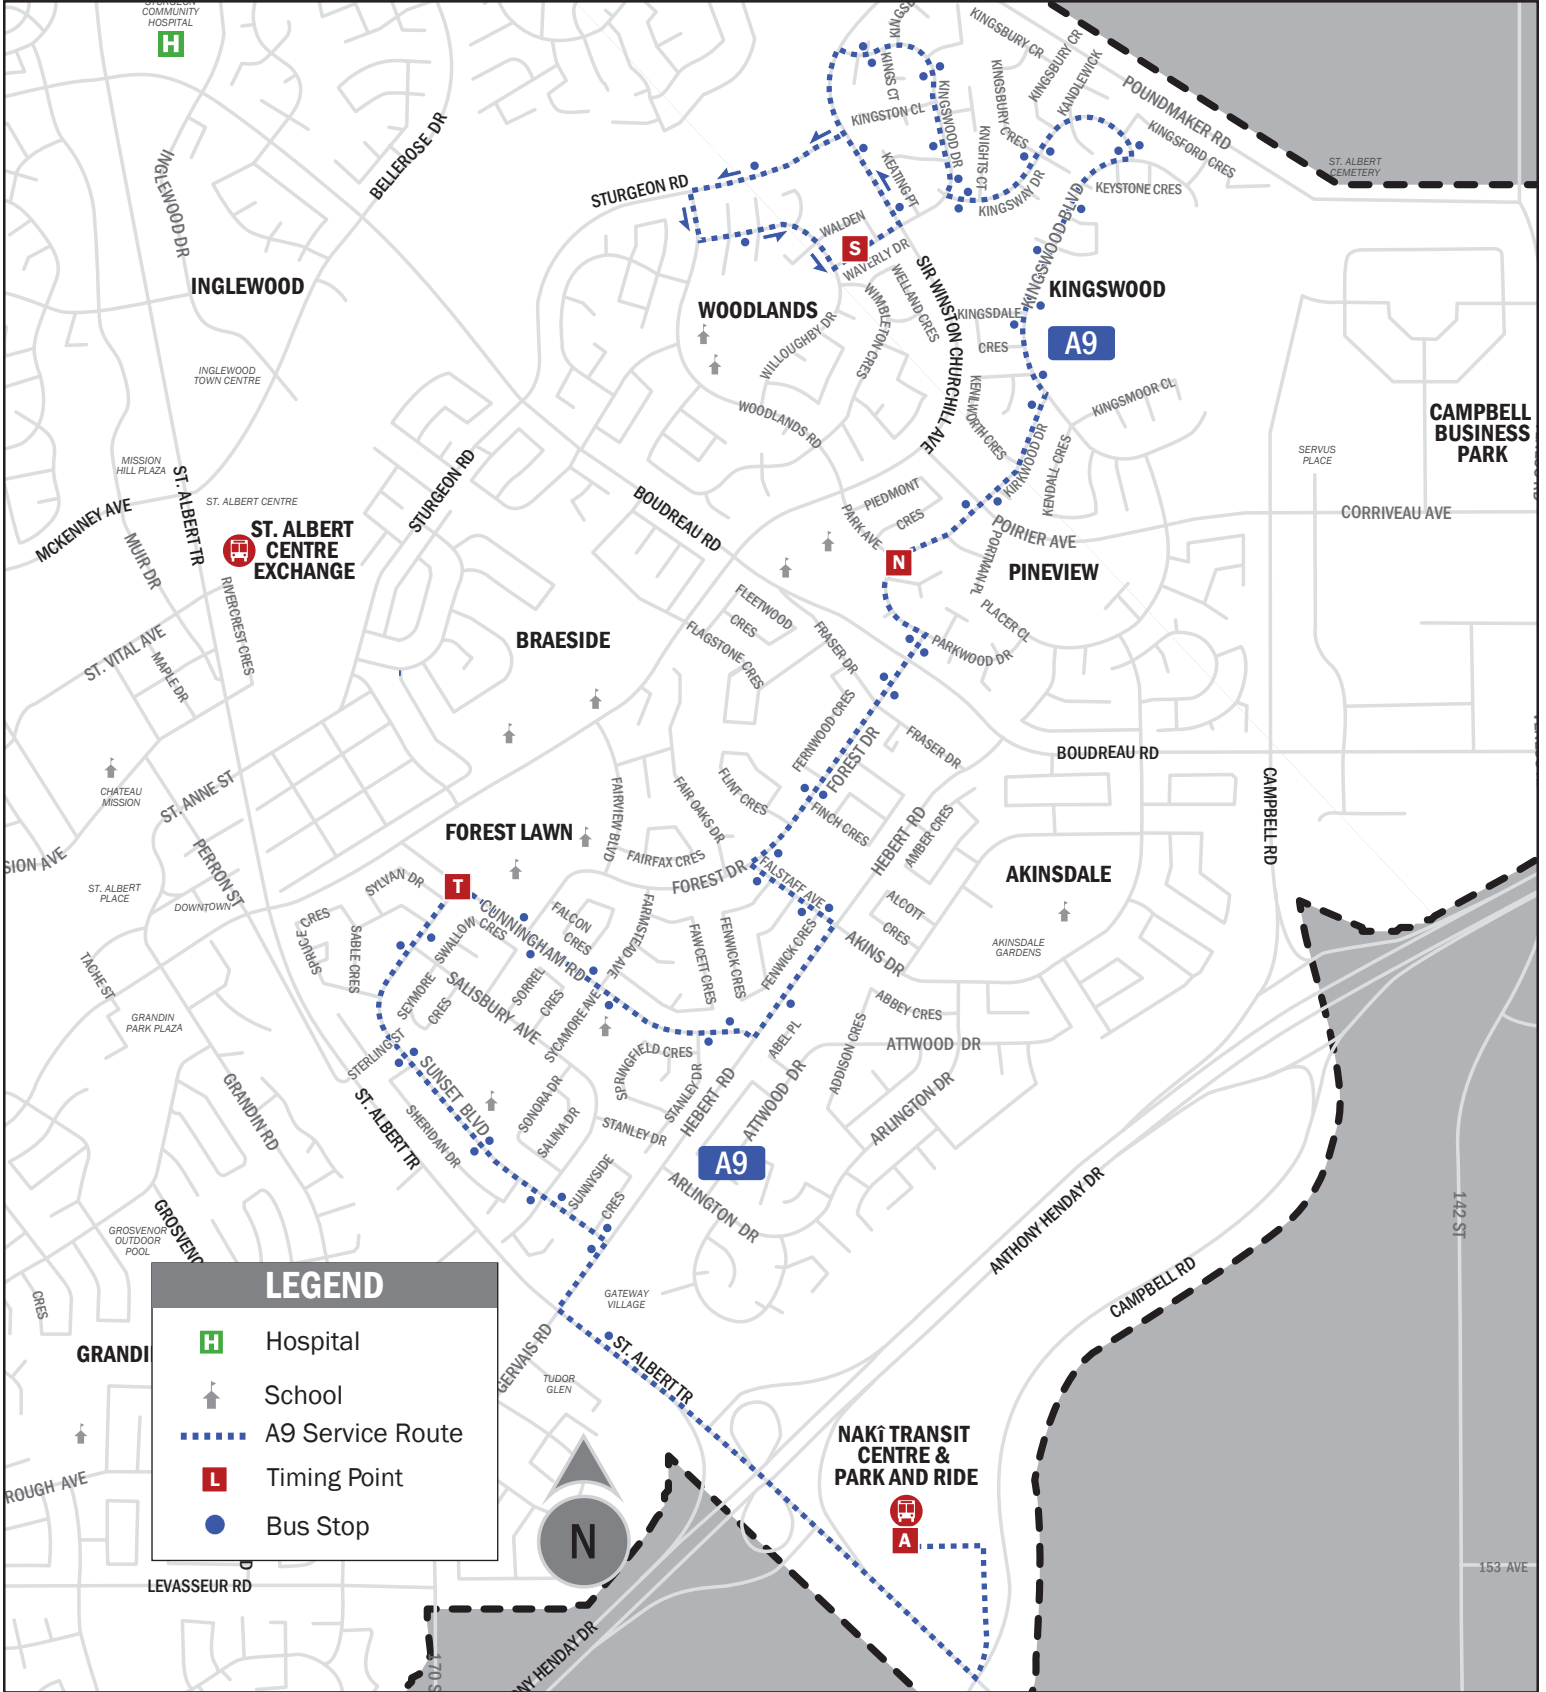 COMMUNITY
HOSPITAL
H
INGLEWOOD DR
BELLEROSE DR
STURGEON RD
KINGSTON CL
KINGS CT
KINGSWOOD DR
KINGSBURY CR
KINGSBURY CR
KINGSBURY
CRES
KANDLEWICK
POUNDMAKER RD
KINGSFORD CRES
ST. ALBERT
CEMETERY
KNIGHTS CT
KEATING PT
KINGSWAY DR
KEYSTONE CRES
KINGSWOOD BLVD
WALDEN
S
WAVERLY DR
INGLEWOOD
WOODLANDS
KINGSWOOD
A9
WELLAND CRES
WIMBLETON CRES
WILLOUGHBY DR
SIR WINSTON CHURCHILL AVE
KINGSDALE
CRES
INGLEWOOD
TOWN CENTRE
KENILWORTH CRES
KINGSMOOR CL
WOODLANDS RD
CAMPBELL
BUSINESS
PARK
KIRKWOOD DR
KENDALL CRES
SERVUS
PLACE
MISSION
HILL PLAZA
ST. ALBERT TR
STURGEON RD
ST. ALBERT CENTRE
MCKENNEY AVE
BOUDREAU RD
PIEDMONT
CRES
PARK AVE
POIRIER AVE
CORRIVEAU AVE
ST. ALBERT
CENTRE
EXCHANGE
MUIR DR
RIVERCREST CRES
N
PORTMAN PL
PINEVIEW
PLACER CL
FLEETWOOD
CRES
FLAGSTONE CRES
FRASER DR
PARKWOOD DR
BRAESIDE
ST. VITAL AVE
MAPLE DR
FERNWOOD CRES
FOREST DR
FRASER DR
BOUDREAU RD
CAMPBELL RD
CHATEAU
MISSION
ST. ANNE ST
FAIRVIEW BLVD
FAIR OAKS DR
FLINT CRES
FINCH CRES
HEBERT RD
AMBER CRES
FOREST LAWN
FAIRFAX CRES
FOREST DR
FALSTAFF AVE
AKINSDALE
SION AVE
PERRON ST
ST. ALBERT
PLACE
DOWNTOWN
SYLVAN DR
T
CUNNINGHAM RD
FALCON
CRES
FARMSTEAD AVE
FAWCETT CRES
FENWICK CRES
FENWICK CRES
ALCOTT
CRES
AKINS DR
AKINSDALE
GARDENS
SPRUCE
CRES
SABLE CRES
SWALLOW
CRES
SEYMORE
CRES
SALISBURY AVE
SORREL
CRES
SYCAMORE AVE
TACHE ST
GRANDIN
PARK PLAZA
ABBEY CRES
ATTWOOD DR
ADDISON CRES
ABEL PL
STERLING ST
SUNSET BLVD
SPRINGFIELD CRES
STANLEY DR
HEBERT RD
ATTWOOD DR
ARLINGTON DR
ST. ALBERT TR
GRANDIN RD
SHERIDAN DR
SONORA DR
SALINA DR
STANLEY DR
A9
SUNNYSIDE
CRES
ARLINGTON DR
ANTHONY HENDAY DR
CAMPBELL RD
142 ST
GROSVENOR
OUTDOOR
POOL
CRES
GATEWAY
VILLAGE
GERVAIS RD
ST. ALBERT TR
TUDOR
GLEN
LEGEND
H Hospital
School
A9 Service Route
L Timing Point
Bus Stop
ROUGH AVE
LEVASSEUR RD
N
NAKÎ TRANSIT
CENTRE &
PARK AND RIDE
A
153 AVE